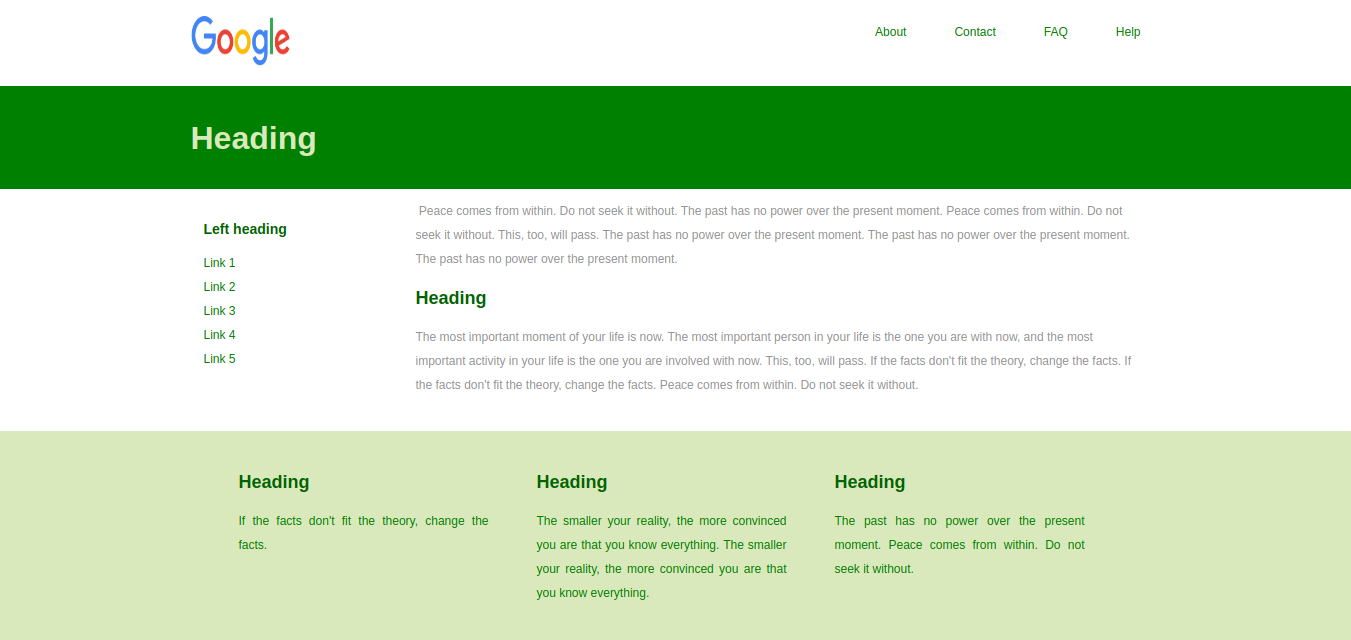 Google
About Contact FAQ Help
Heading
Left heading
Link 1
Link 2
Link 3
Link 4
Link 5
Peace comes from within. Do not seek it without. The past has no power over the present moment. Peace comes from within. Do not
seek it without. This, too, will pass. The past has no power over the present moment. The past has no power over the present moment.
The past has no power over the present moment.
Heading
The most important moment of your life is now. The most important person in your life is the one you are with now, and the most
important activity in your life is the one you are involved with now. This, too, will pass. If the facts don't fit the theory, change the facts. If
the facts don't fit the theory, change the facts. Peace comes from within. Do not seek it without.
Heading
If the facts don't fit the theory, change the
facts.
Heading
The smaller your reality, the more convinced
you are that you know everything. The smaller
your reality, the more convinced you are that
you know everything.
Heading
The past has no power over the present
moment. Peace comes from within. Do not
seek it without.